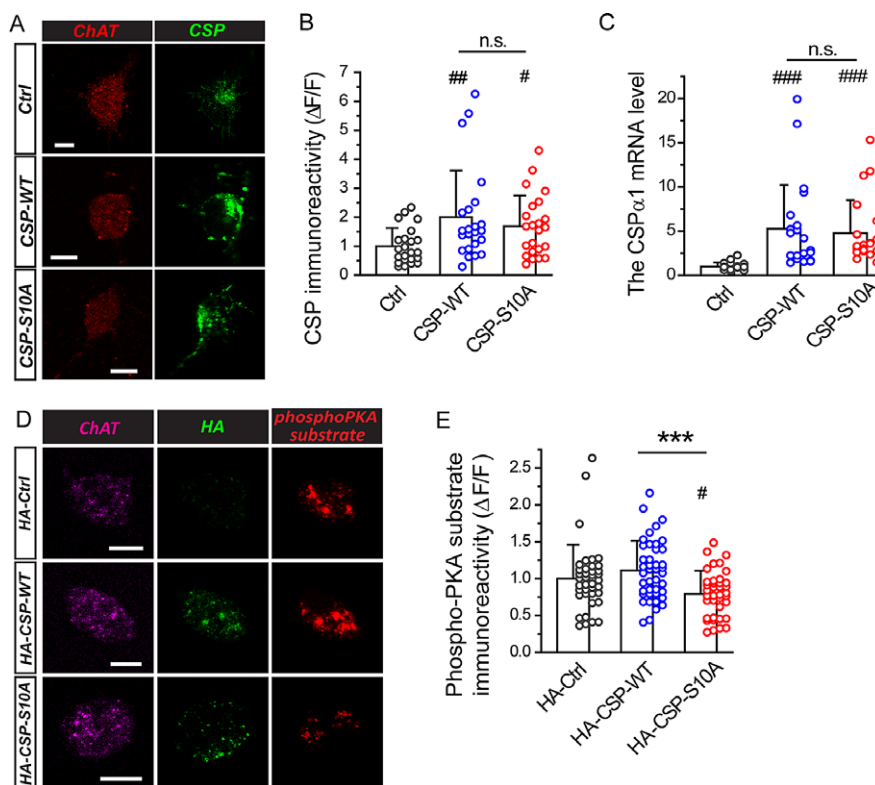 A
ChAT
CSP
Ctrl
CSP-WT
CSP-S10A
B
n.s.
##
#
CSP immunoreactivity (ΔF/F)
7
6
5
4
3
2
1
0
Ctrl
CSP-WT
CSP-S10A
C
n.s.
###
###
The CSPα1 mRNA level
20
15
10
5
0
Ctrl
CSP-WT
CSP-S10A
D
ChAT
HA
phosphoPKA
substrate
HA-Ctrl
HA-CSP-WT
HA-CSP-S10A
E
***
#
Phospho-PKA substrate
immunoreactivity (ΔF/F)
2.5
2.0
1.5
1.0
0.5
0.0
HA-Ctrl
HA-CSP-WT
HA-CSP-S10A